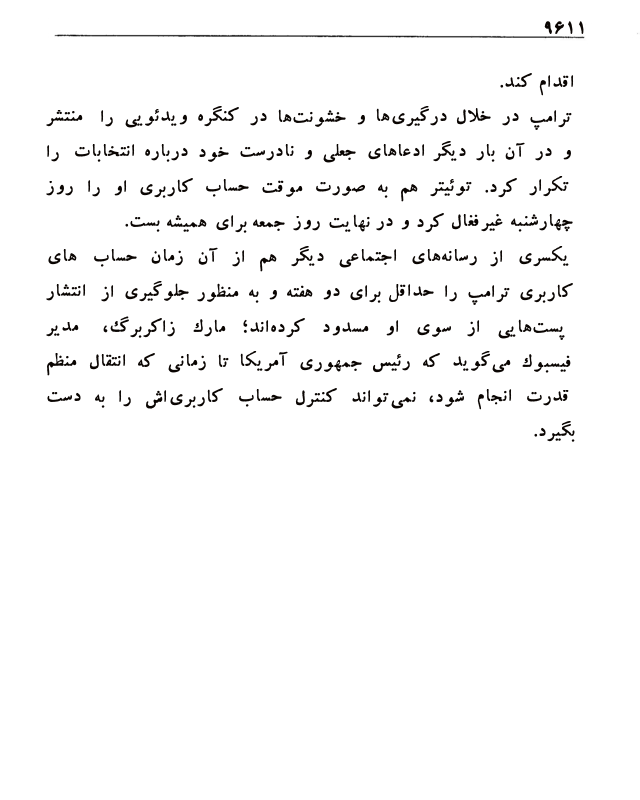 ۹۶۱۱
اقدام کند.
ترامپ در خلال درگیری‌ها و خشونت‌ها در کنگره ویدئویی را منتشر
و در آن بار دیگر ادعاهای جعلی و نادرست خود درباره انتخابات را
تکرار کرد. توئیتر هم به صورت موقت حساب کاربری او را روز
چهارشنبه غیرفغال کرد و در نهایت روز جمعه برای همیشه بست.
یکسری از رسانه‌های اجتماعی دیگر هم از آن زمان حساب های
کاربری ترامپ را حداقل برای دو هفته و به منظور جلوگیری از انتشار
پست‌هایی از سوی او مسدود کرده‌اند؛ مارك زاکربرگ، مدیر
فیسبوك می‌گوید که رئیس جمهوری آمریکا تا زمانی که انتقال منظم
قدرت انجام شود، نمی‌تواند کنترل حساب کاربری‌اش را به دست
بگیرد.